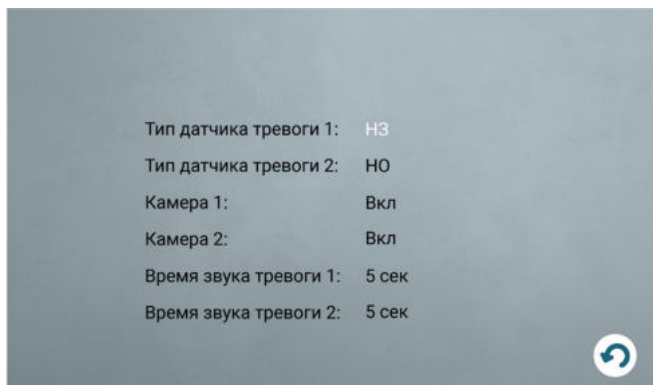 Тип датчика тревоги 1: НЗ
Тип датчика тревоги 2: НО
Камера 1: Вкл
Камера 2: Вкл
Время звука тревоги 1: 5 сек
Время звука тревоги 2: 5 сек